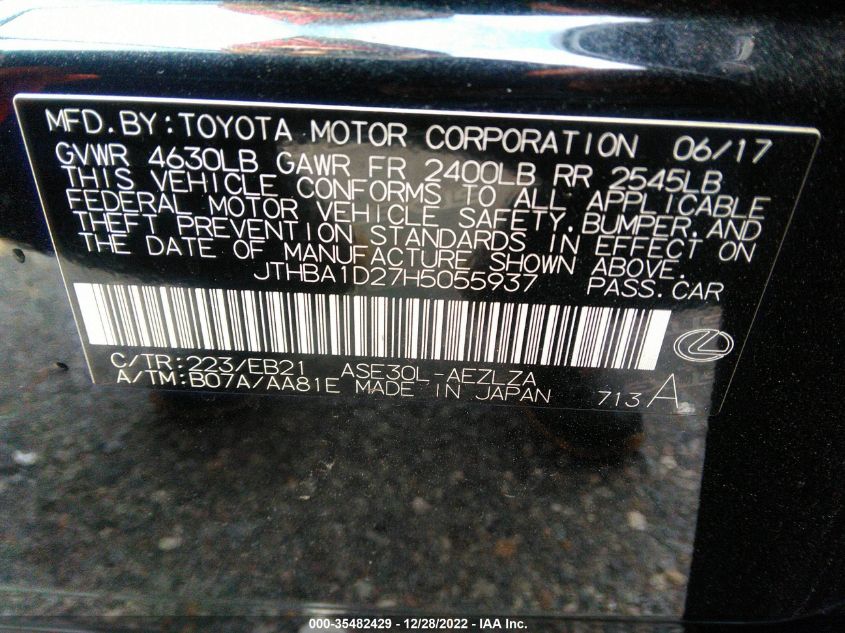 MFD.BY:TOYOTA MOTOR CORPORATION 06/17
GVWR 4630LB GAWR FR 2400LB RR 2545LB
THIS VEHICLE CONFORMS TO ALL APPLICABLE
FEDERAL MOTOR VEHICLE SAFETY,BUMPER,AND
THEFT PREVENTION STANDARDS IN EFFECT ON
THE DATE OF MANUFACTURE SHOWN ABOVE.
JTHBA1D27H5055937 PASS.CAR
C/TR:223/EB21 ASE30L-AEZLZA
A/TM:B07A/AA81E MADE IN JAPAN 713 A
000-35482429 - 12/28/2022 - IAA Inc.